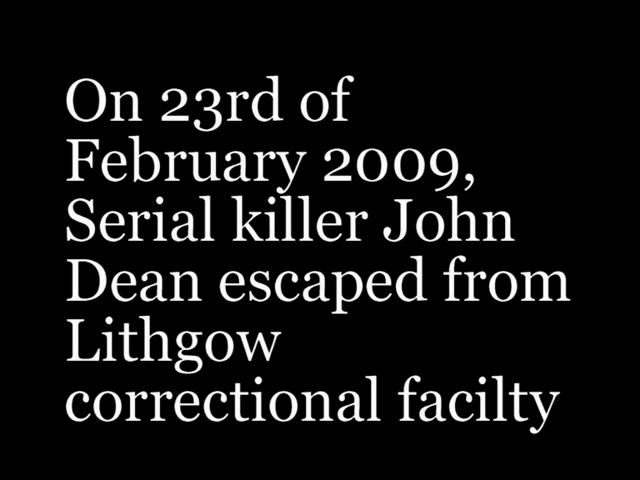 On 23rd of
February 2009,
Serial killer John
Dean escaped from
Lithgow
correctional facilty